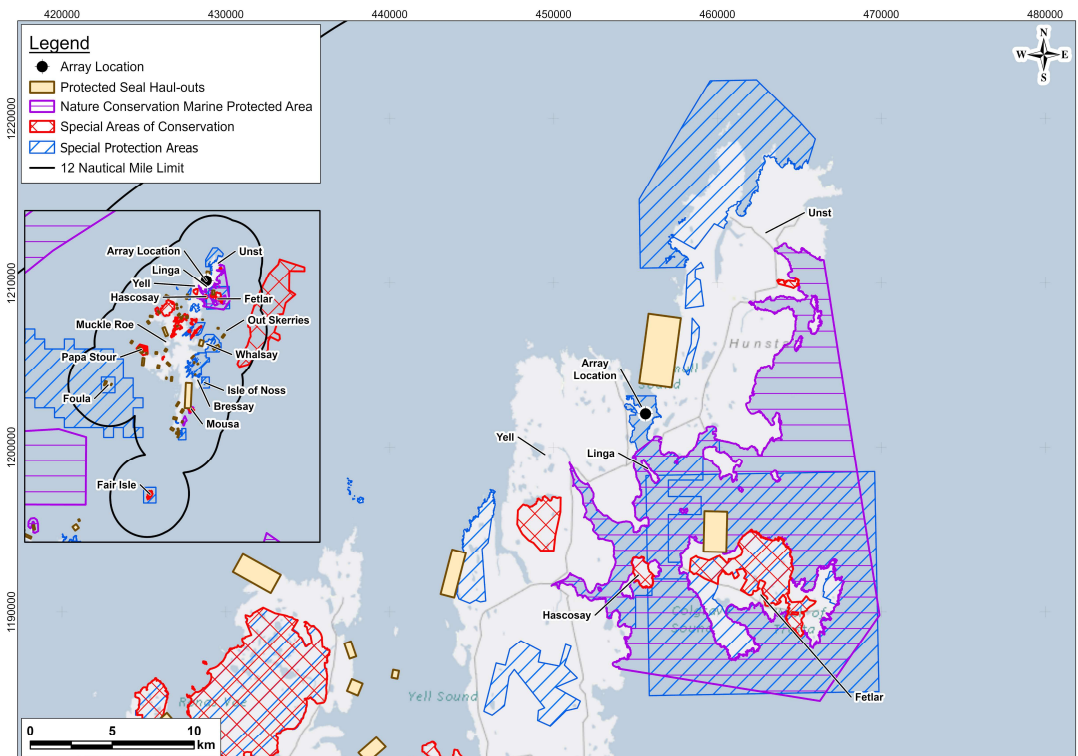 420000 430000 440000 450000 460000 470000 480000
Legend
Array Location
Protected Seal Haul-outs
Nature Conservation Marine Protected Area
Special Areas of Conservation
Special Protection Areas
12 Nautical Mile Limit
N
W E
S
1220000
1210000
1200000
1190000
Array Location
Unst
Linga
Yell
Hascosay
Fetlar
Out Skerries
Muckle Roe
Whalsay
Papa Stour
Isle of Noss
Foula
Bressay
Mousa
Fair Isle
Unst
Array
Location
Yell
Linga
Hascosay
Fetlar
Yell Sound
0 5 10
km